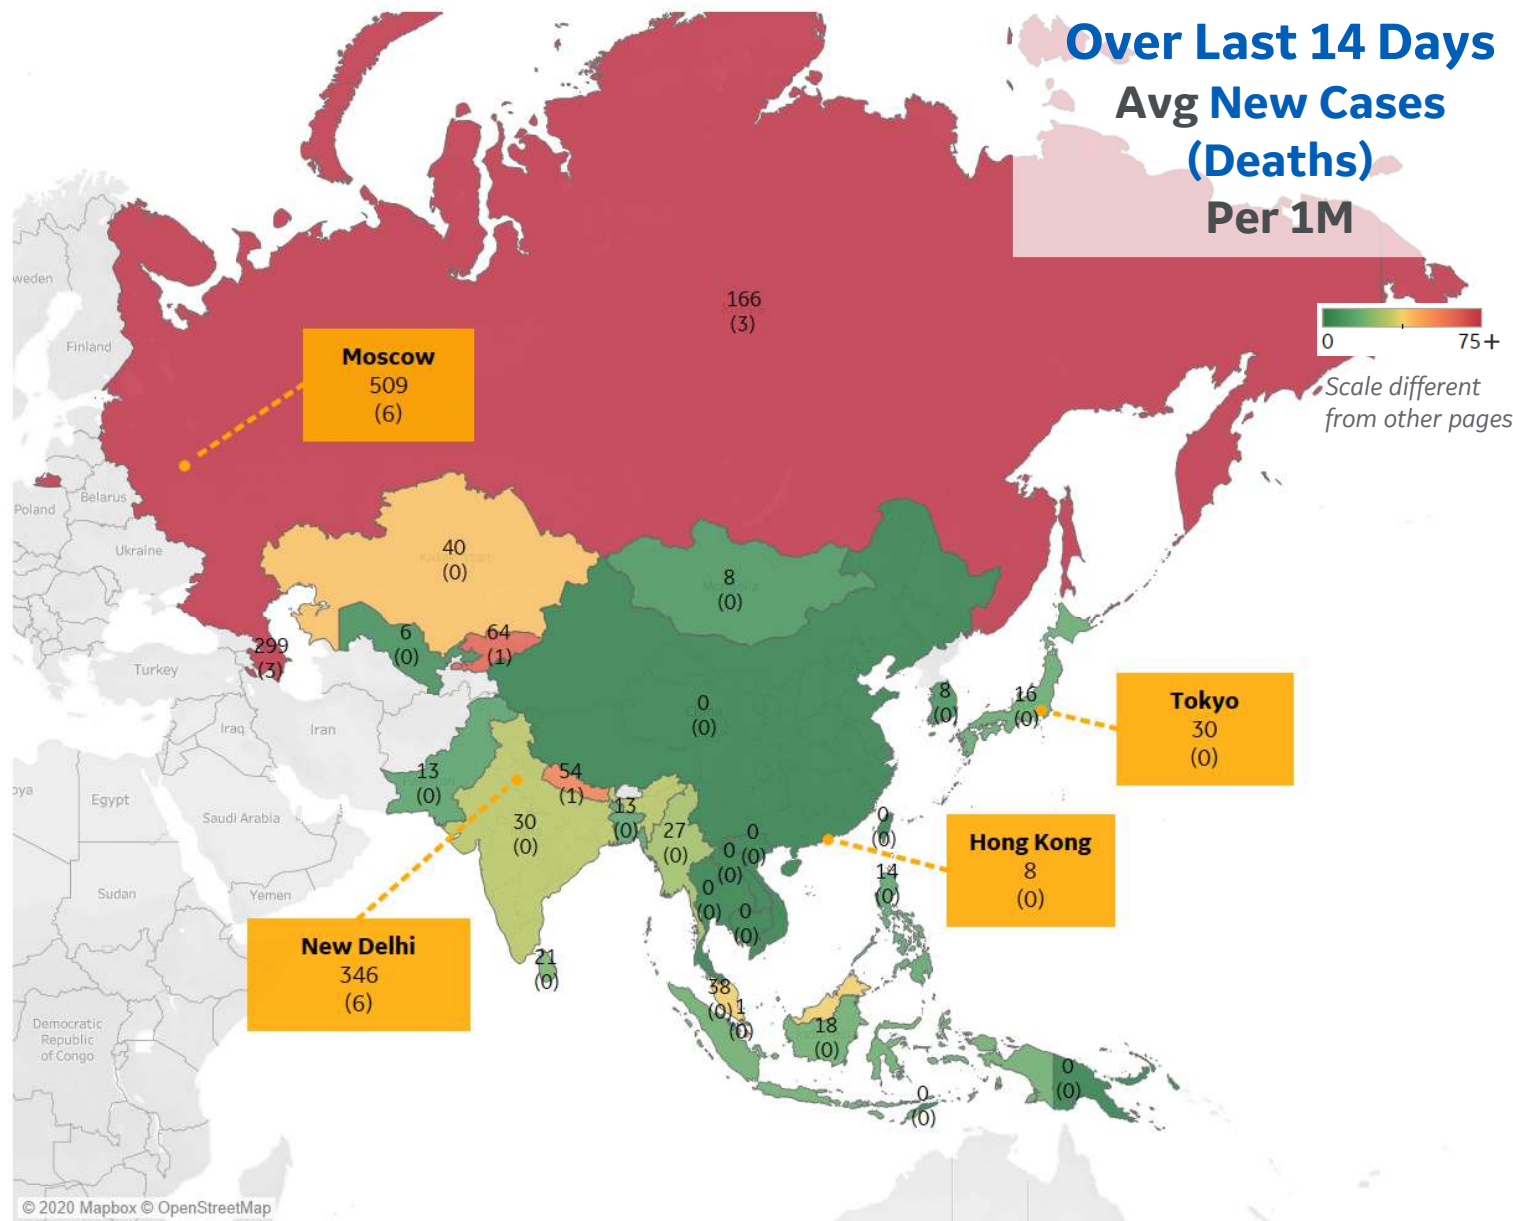 Over Last 14 Days
Avg New Cases
(Deaths)
Per 1M
0 75+
Scale different
from other pages
166
(3)
Moscow
509
(6)
weden
Finland
Belarus
Poland
Ukraine
40
(0)
8
(0)
299
(3)
6
(0)
64
(1)
Turkey
Iraq
Iran
0
(0)
8
(0)
16
(0)
Tokyo
30
(0)
13
(0)
54
(1)
13
(0)
30
(0)
27
(0)
0
(0)
0
(0)
0
(0)
0
(0)
0
(0)
Hong Kong
8
(0)
14
(0)
oya
Egypt
Saudi Arabia
Sudan
Yemen
New Delhi
346
(6)
21
(0)
38
(0)
1
(0)
18
(0)
0
(0)
0
(0)
Democratic
Republic
of Congo
© 2020 Mapbox © OpenStreetMap